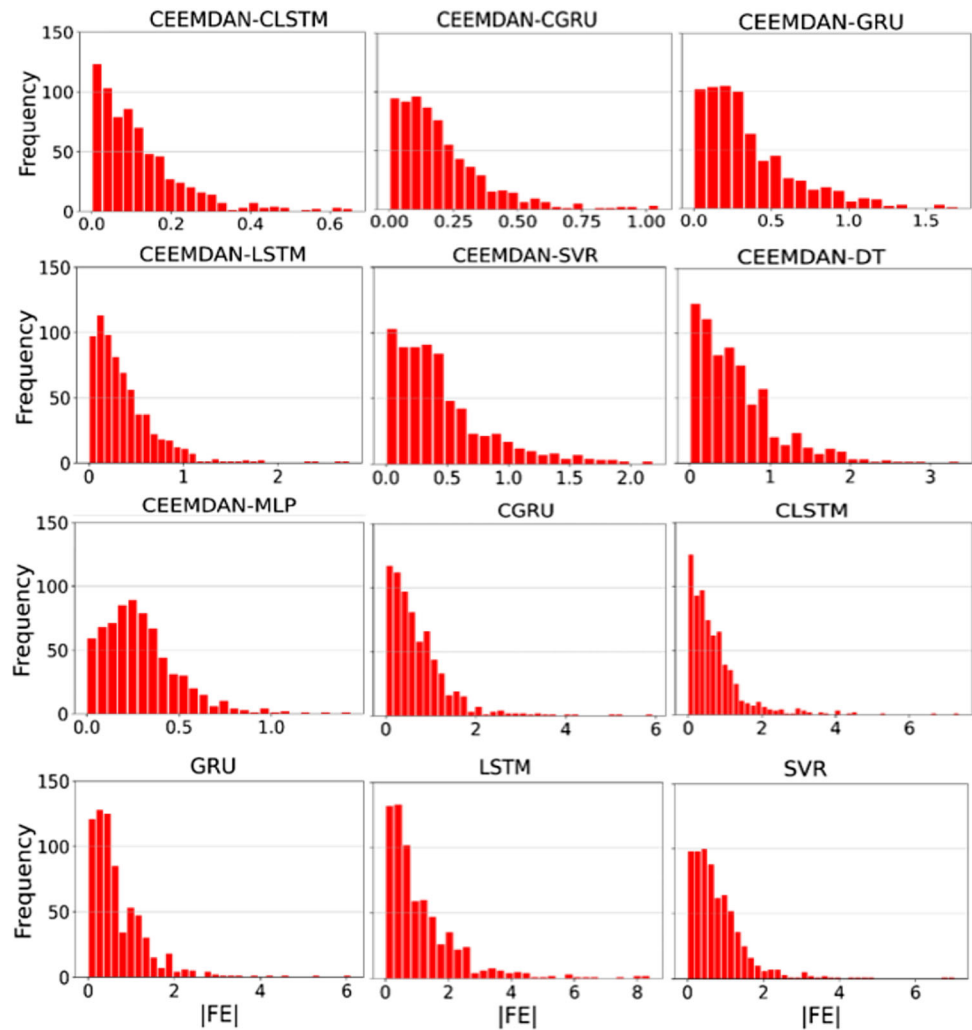 CEEMDAN-CLSTM CEEMDAN-CGRU CEEMDAN-GRU
150
100
50
0
Frequency
0.0 0.2 0.4 0.6 0.00 0.25 0.50 0.75 1.00 0.0 0.5 1.0 1.5
CEEMDAN-LSTM CEEMDAN-SVR CEEMDAN-DT
150
100
50
0
Frequency
0 1 2 0.0 0.5 1.0 1.5 2.0 0 1 2 3
CEEMDAN-MLP CGRU CLSTM
150
100
50
0
Frequency
0.0 0.5 1.0 0 2 4 6 0 2 4 6
GRU LSTM SVR
150
100
50
0
Frequency
0 2 4 6 0 2 4 6 8 0 2 4 6
|FE| |FE| |FE|